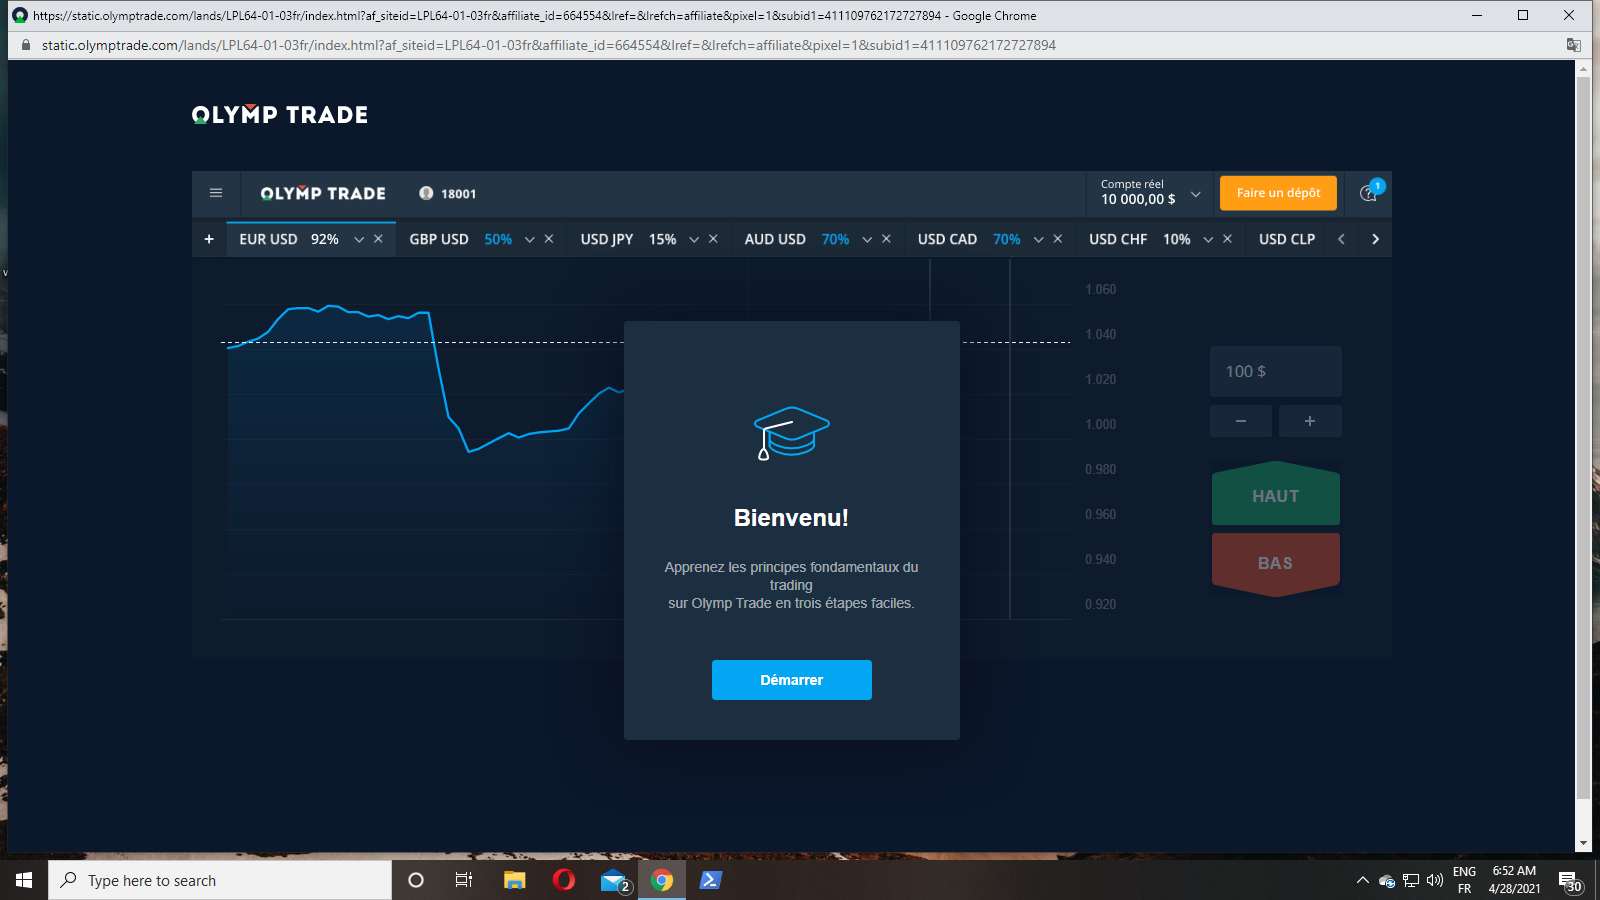 https://static.olymptrade.com/lands/LPL64-01-03fr/index.html?af_siteid=LPL64-01-03fr&affiliate_id=664554&lref=&lrefch=affiliate&pixel=1&subid1=411109762172727894 - Google Chrome
static.olymptrade.com/lands/LPL64-01-03fr/index.html?af_siteid=LPL64-01-03fr&affiliate_id=664554&lref=&lrefch=affiliate&pixel=1&subid1=411109762172727894
OLYMP TRADE
OLYMP TRADE 18001
Compte réel
10 000,00 $
Faire un dépôt
1
+ EUR USD 92% GBP USD 50% USD JPY 15% AUD USD 70% USD CAD 70% USD CHF 10% USD CLP
1.060
1.040
1.020
1.000
0.980
0.960
0.940
0.920
100 $
− +
HAUT
BAS
Bienvenu!
Apprenez les principes fondamentaux du
trading
sur Olymp Trade en trois étapes faciles.
Démarrer
Type here to search
2
ENG
FR
6:52 AM
4/28/2021
30